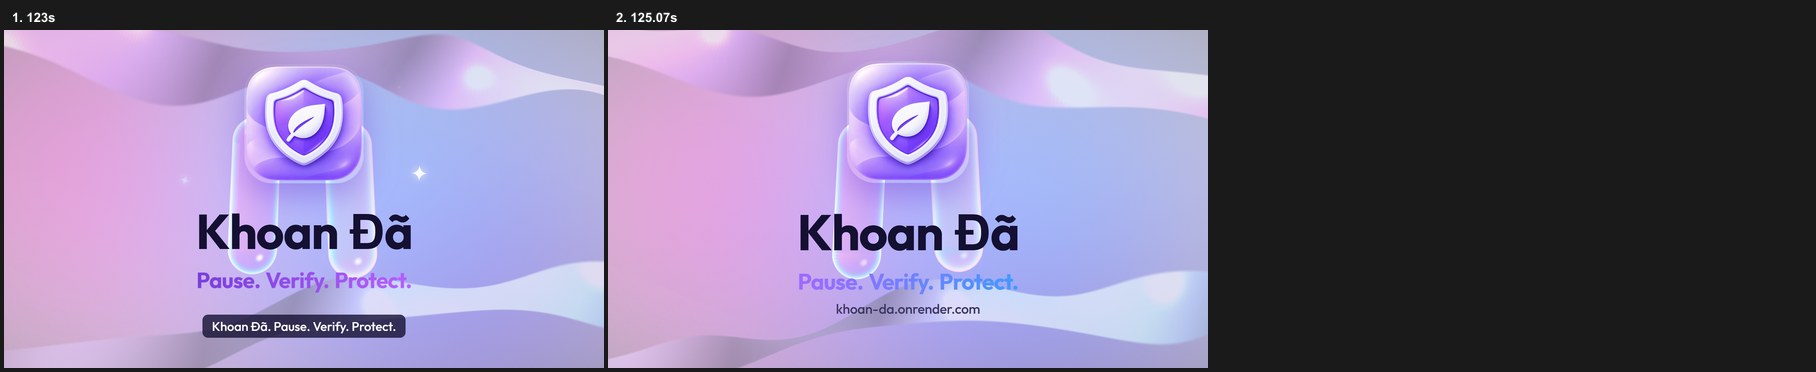 1. 123s
Khoan Đã
Pause. Verify. Protect.
Khoan Đã. Pause. Verify. Protect.
2. 125.07s
Khoan Đã
Pause. Verify. Protect.
khoan-da.onrender.com